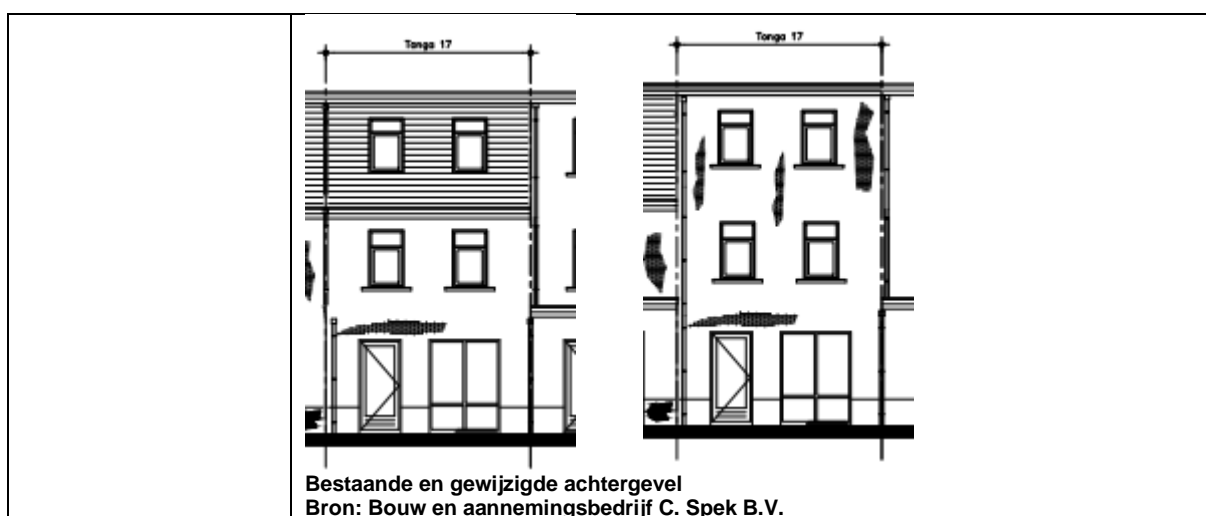 Tonga 17
Tonga 17
Bestaande en gewijzigde achtergevel
Bron: Bouw en aannemingsbedrijf C. Spek B.V.